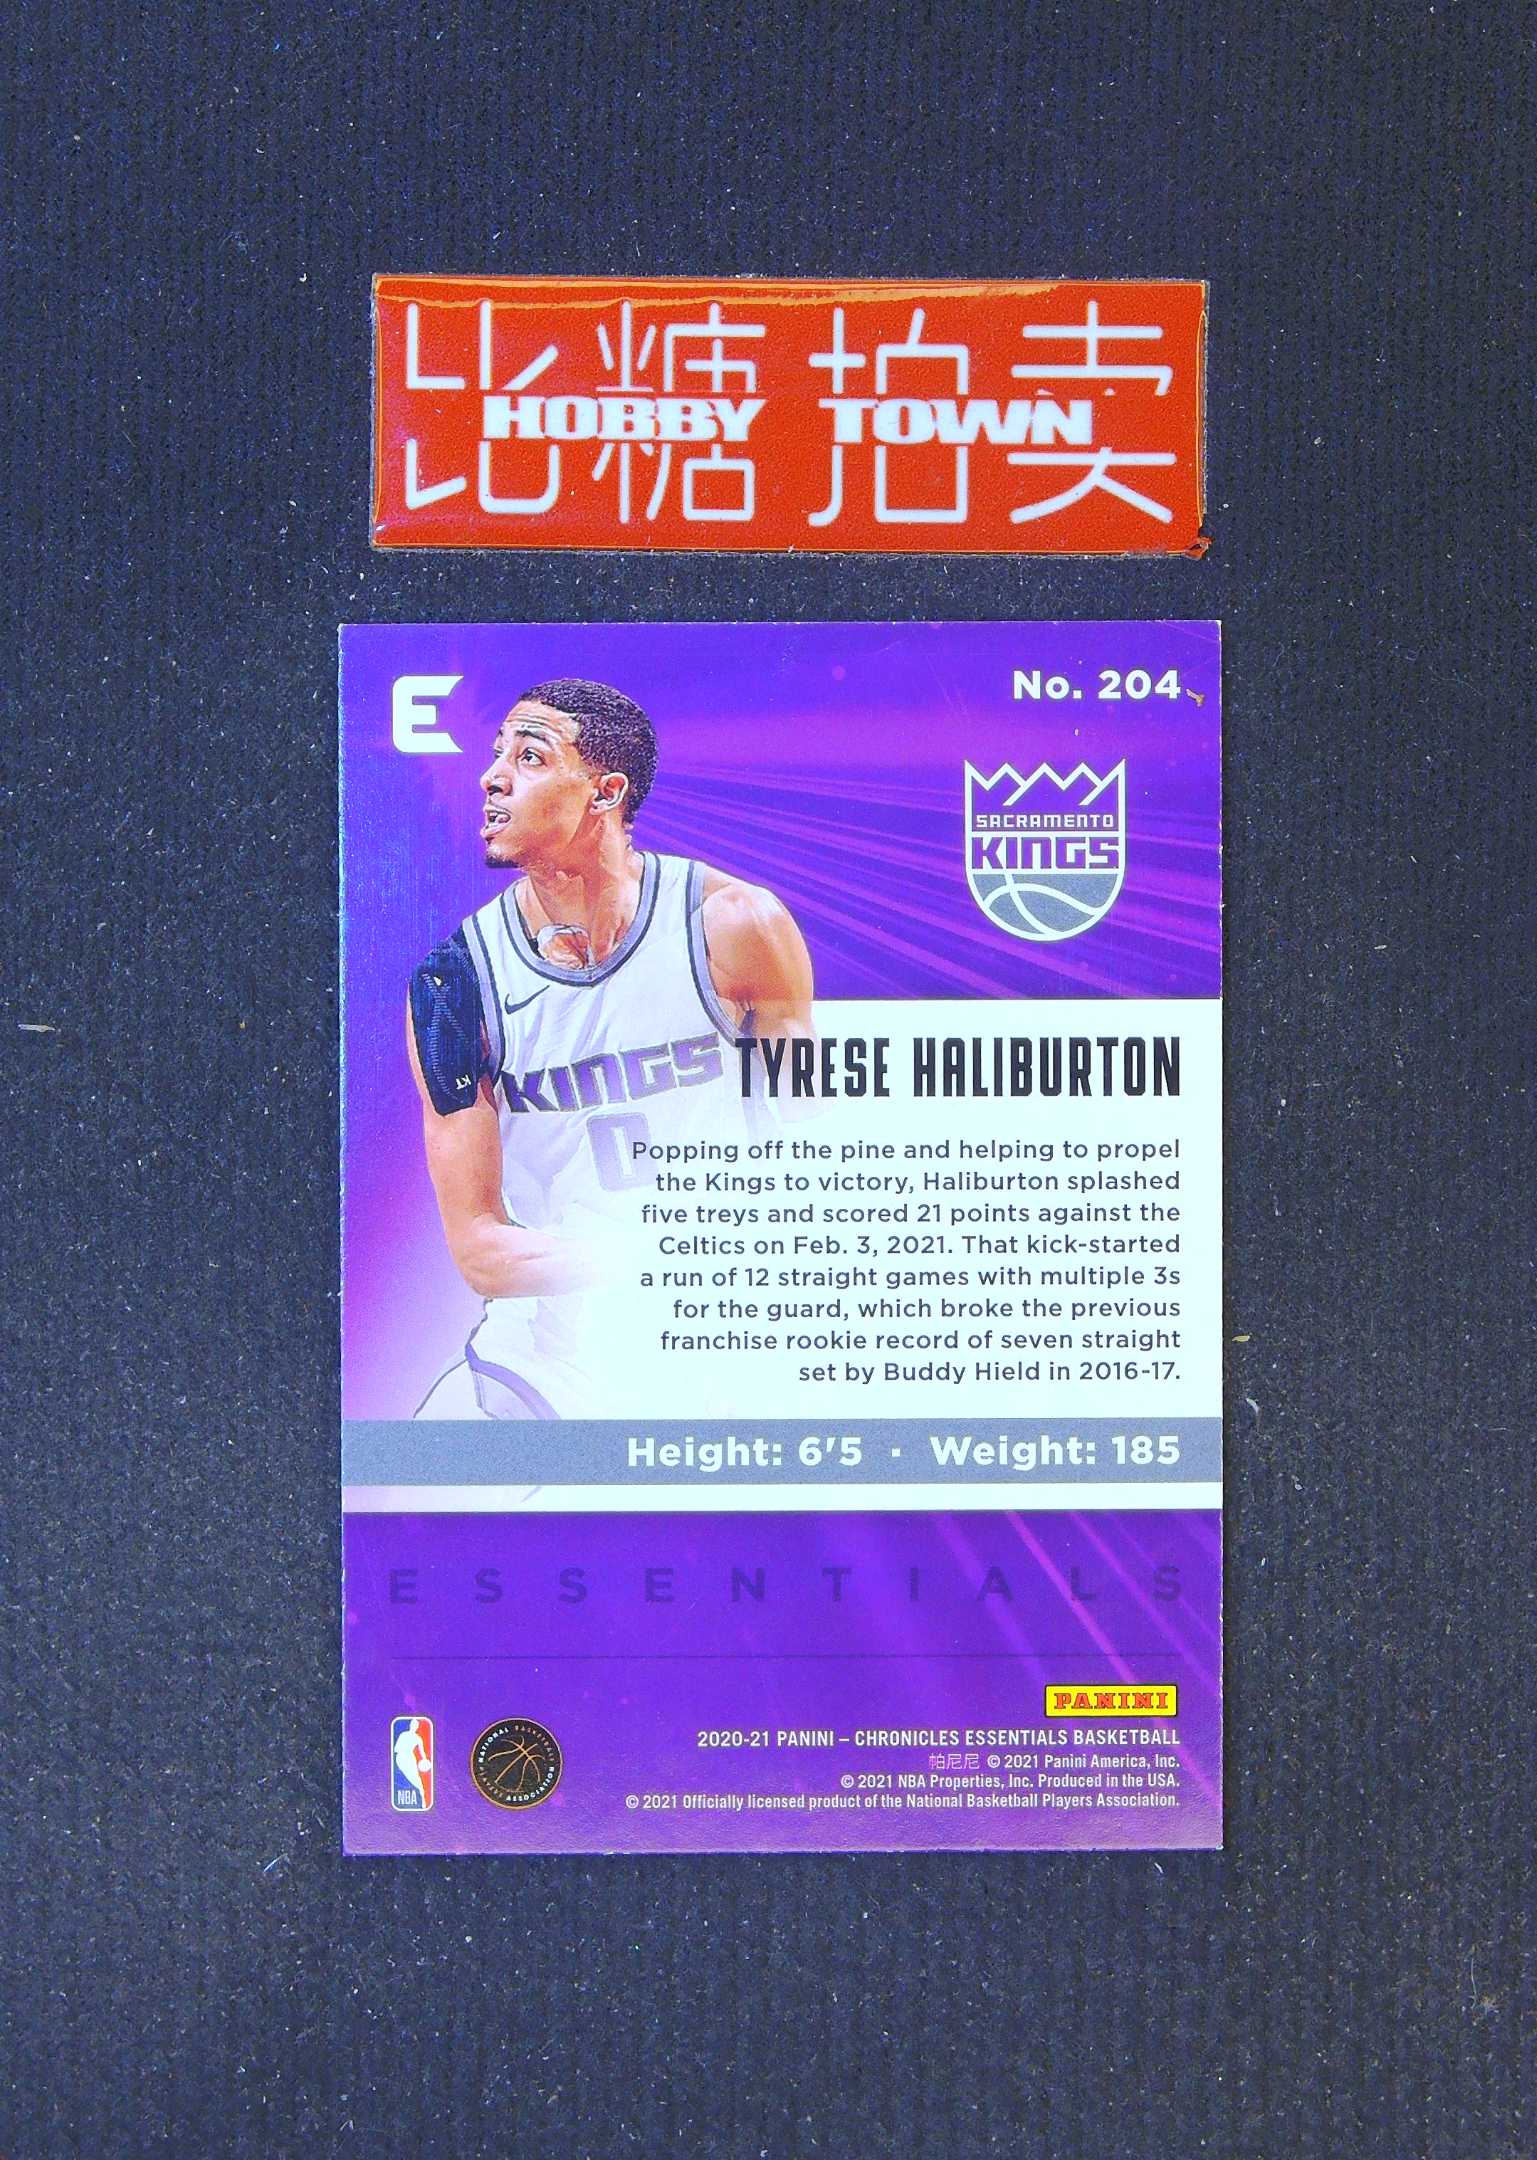 比糖拍卖
HOBBY TOWN
E
No. 204
SACRAMENTO
KINGS
KT
KINGS
0
TYRESE HALIBURTON
Popping off the pine and helping to propel
the Kings to victory, Haliburton splashed
five treys and scored 21 points against the
Celtics on Feb. 3, 2021. That kick-started
a run of 12 straight games with multiple 3s
for the guard, which broke the previous
franchise rookie record of seven straight
set by Buddy Hield in 2016-17.
Height: 6'5 · Weight: 185
ESSENTIALS
PANINI
2020-21 PANINI – CHRONICLES ESSENTIALS BASKETBALL
帕尼尼 © 2021 Panini America, Inc.
© 2021 NBA Properties, Inc. Produced in the USA.
© 2021 Officially licensed product of the National Basketball Players Association.
NBA
NATIONAL BASKETBALL
PLAYERS ASSOCIATION